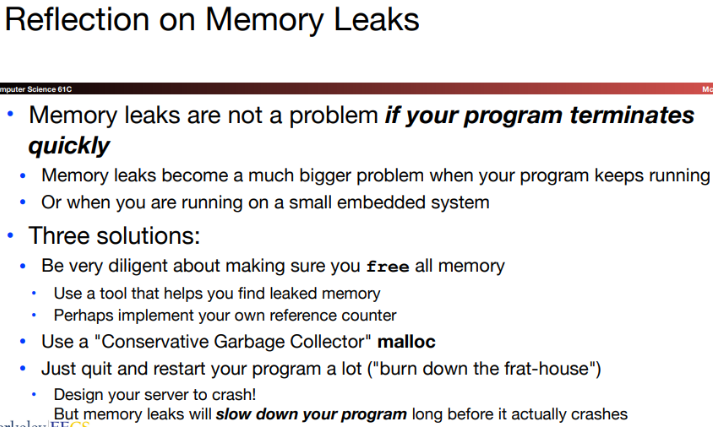 Reflection on Memory Leaks
mputer Science 61C
• Memory leaks are not a problem if your program terminates
quickly
• Memory leaks become a much bigger problem when your program keeps running
• Or when you are running on a small embedded system
• Three solutions:
• Be very diligent about making sure you free all memory
• Use a tool that helps you find leaked memory
• Perhaps implement your own reference counter
• Use a "Conservative Garbage Collector" malloc
• Just quit and restart your program a lot ("burn down the frat-house")
• Design your server to crash!
But memory leaks will slow down your program long before it actually crashes